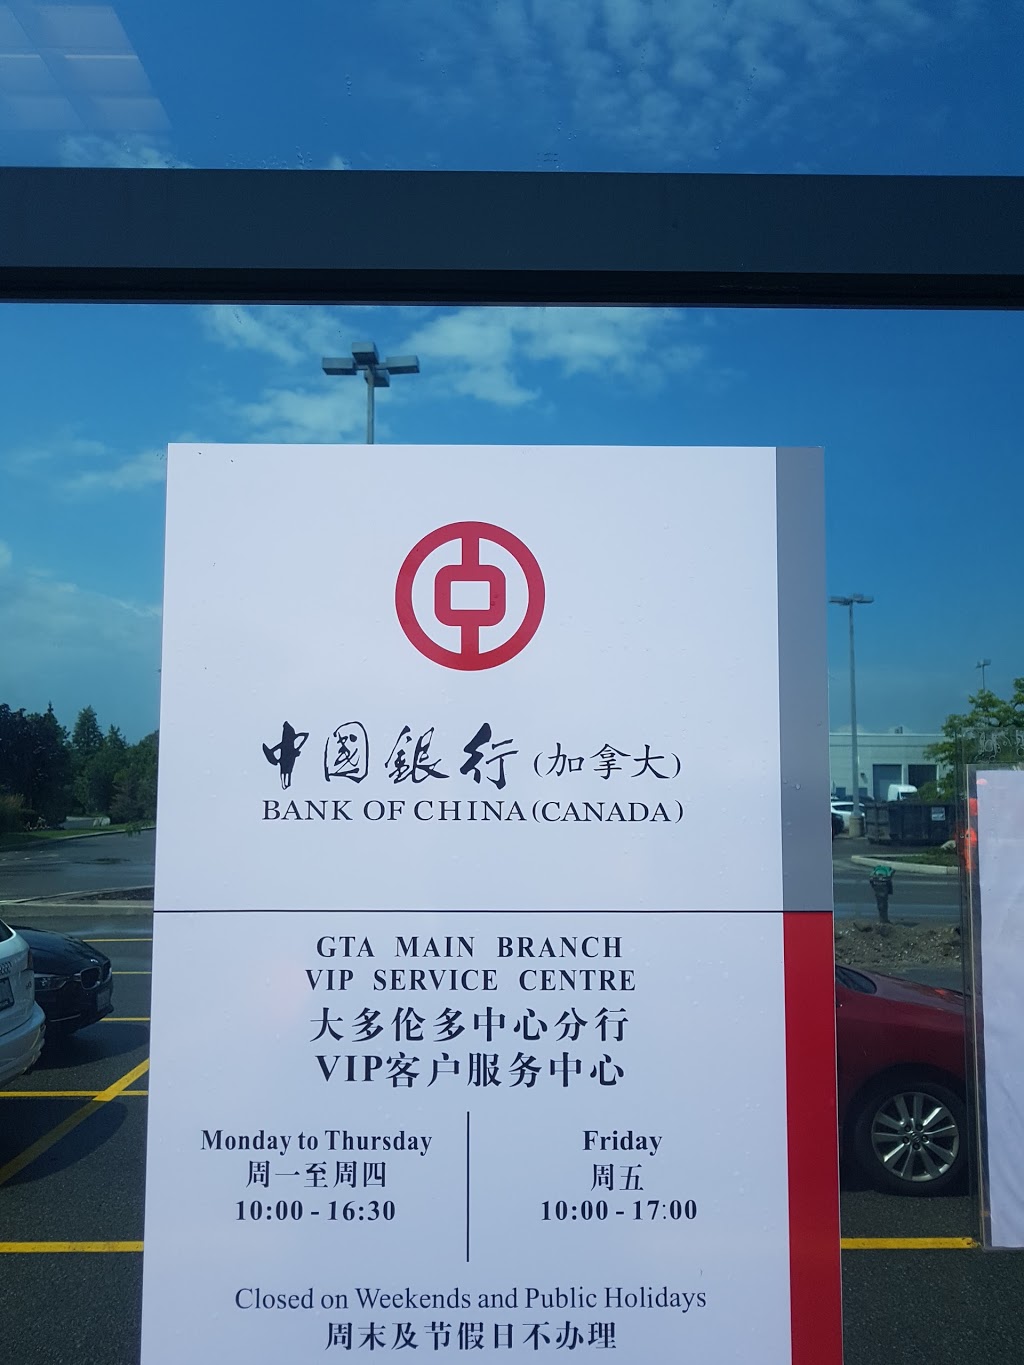 中國銀行(加拿大)
BANK OF CHINA(CANADA)
GTA MAIN BRANCH
VIP SERVICE CENTRE
大多伦多中心分行
VIP客户服务中心
Monday to Thursday
周一至周四
10:00 - 16:30
Friday
周五
10:00 - 17:00
Closed on Weekends and Public Holidays
周末及节假日不办理